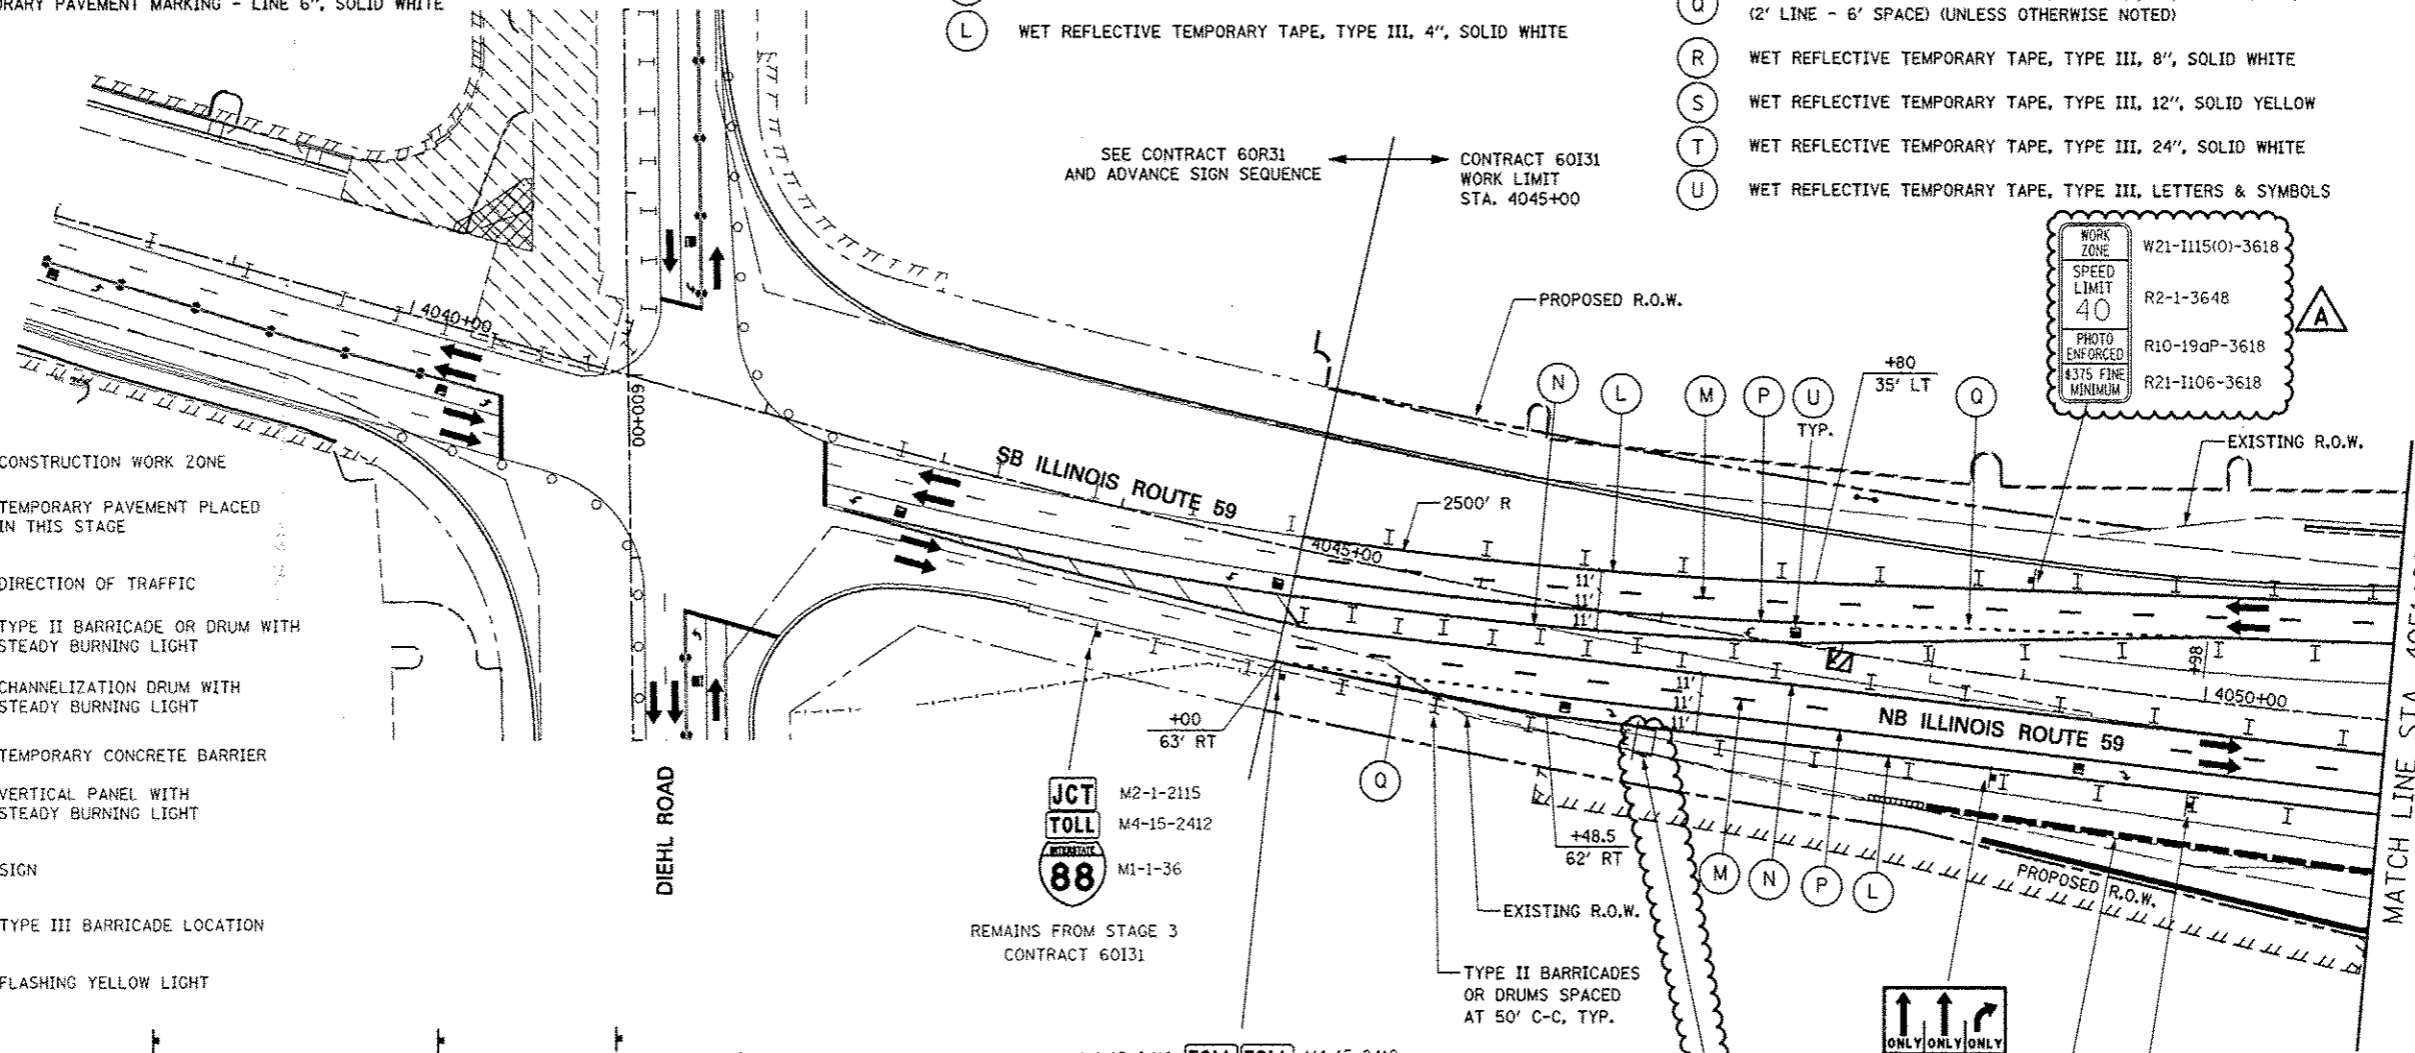 PAVEMENT MARKING - LINE 6", SOLID WHITE
L WET REFLECTIVE TEMPORARY TAPE, TYPE III, 4", SOLID WHITE
Q
(2' LINE - 6' SPACE) (UNLESS OTHERWISE NOTED)
R WET REFLECTIVE TEMPORARY TAPE, TYPE III, 8", SOLID WHITE
S WET REFLECTIVE TEMPORARY TAPE, TYPE III, 12", SOLID YELLOW
T WET REFLECTIVE TEMPORARY TAPE, TYPE III, 24", SOLID WHITE
U WET REFLECTIVE TEMPORARY TAPE, TYPE III, LETTERS & SYMBOLS
SEE CONTRACT 60R31
AND ADVANCE SIGN SEQUENCE
CONTRACT 60I31
WORK LIMIT
STA. 4045+00
WORK
ZONE
SPEED
LIMIT
40
PHOTO
ENFORCED
$375 FINE
MINIMUM
W21-I115(O)-3618
R2-1-3648
R10-19aP-3618
R21-I106-3618
A
PROPOSED R.O.W.
+80
35' LT
N
L
M
P
U
TYP.
Q
EXISTING R.O.W.
4040+00
600+00
SB ILLINOIS ROUTE 59
2500' R
4045+00
11'
11'
11'
CONSTRUCTION WORK ZONE
TEMPORARY PAVEMENT PLACED
IN THIS STAGE
DIRECTION OF TRAFFIC
TYPE II BARRICADE OR DRUM WITH
STEADY BURNING LIGHT
CHANNELIZATION DRUM WITH
STEADY BURNING LIGHT
TEMPORARY CONCRETE BARRIER
VERTICAL PANEL WITH
STEADY BURNING LIGHT
SIGN
TYPE III BARRICADE LOCATION
FLASHING YELLOW LIGHT
DIEHL ROAD
+00
63' RT
JCT
TOLL
INTERSTATE
88
M2-1-2115
M4-15-2412
M1-1-36
REMAINS FROM STAGE 3
CONTRACT 60I31
Q
11'
11'
11'
+98
4050+00
NB ILLINOIS ROUTE 59
+48.5
62' RT
M
N
P
L
EXISTING R.O.W.
PROPOSED R.O.W.
TYPE II BARRICADES
OR DRUMS SPACED
AT 50' C-C, TYP.
ONLY ONLY ONLY
MATCH LINE STA.
TOLL TOLL